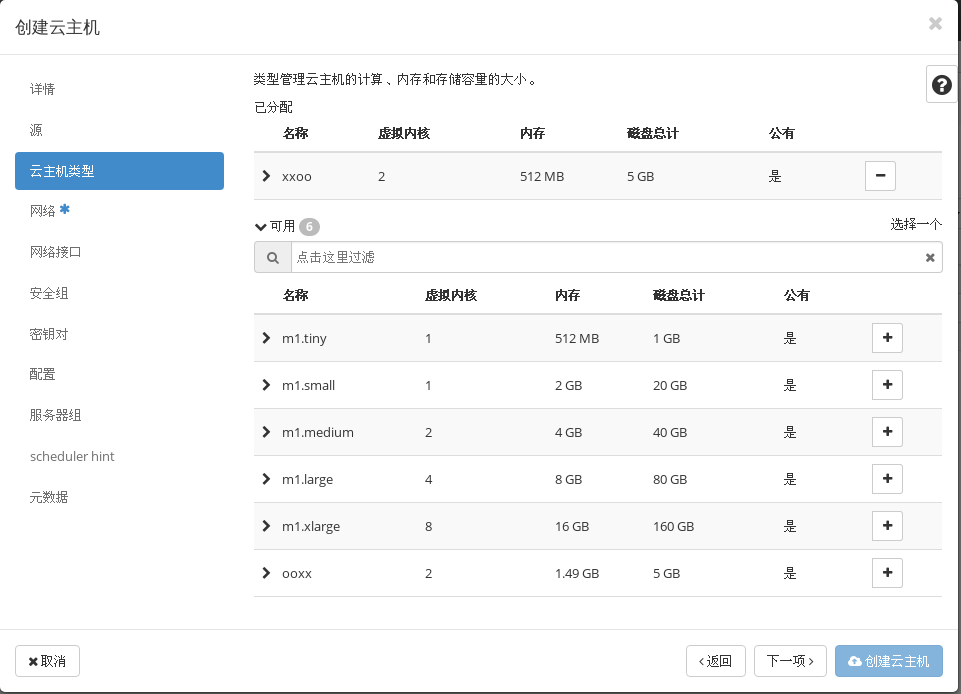 创建云主机
详情
源
云主机类型
网络 *
网络接口
安全组
密钥对
配置
服务器组
scheduler hint
元数据
类型管理云主机的计算、内存和存储容量的大小。
已分配
名称 虚拟内核 内存 磁盘总计 公有
xxoo 2 512 MB 5 GB 是
可用 6 选择一个
点击这里过滤
名称 虚拟内核 内存 磁盘总计 公有
m1.tiny 1 512 MB 1 GB 是
m1.small 1 2 GB 20 GB 是
m1.medium 2 4 GB 40 GB 是
m1.large 4 8 GB 80 GB 是
m1.xlarge 8 16 GB 160 GB 是
ooxx 2 1.49 GB 5 GB 是
取消 返回 下一项 创建云主机